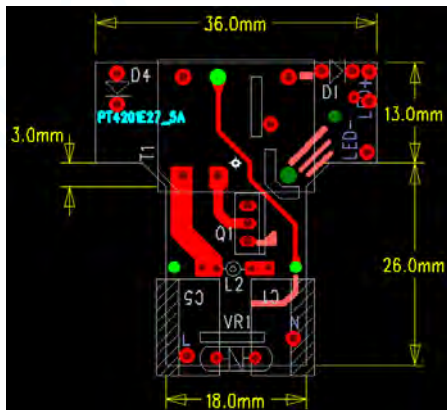 36.0mm
D4
D1
LED+
PT4201E27_5A
LED-
13.0mm
3.0mm
T1
Q1
26.0mm
L2
C5
C1
VR1
L
N
18.0mm